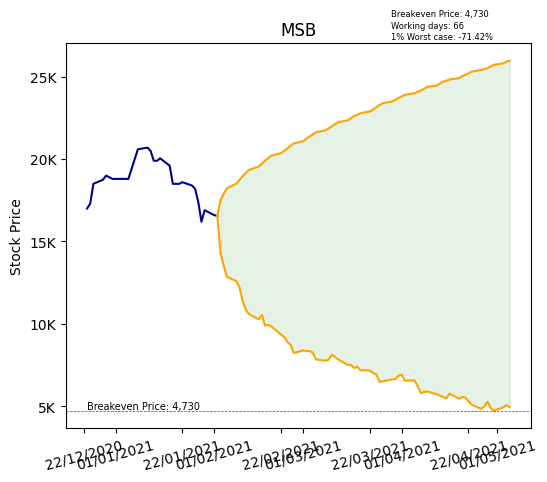 Breakeven Price: 4,730
Working days: 66
1% Worst case: -71.42%
MSB
Stock Price
25K
20K
15K
10K
5K
Breakeven Price: 4,730
22/12/2020
01/01/2021
22/01/2021
01/02/2021
22/02/2021
01/03/2021
22/03/2021
01/04/2021
22/04/2021
01/05/2021